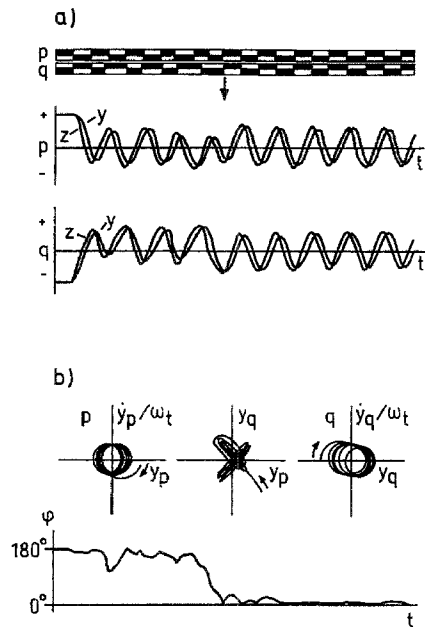 a)
p
q
+
y
z
p
t
-
+
z
y
q
t
-
b)
p ẏp/ωt yq q ẏq/ωt
yp yp yq
φ
180°
0°
t